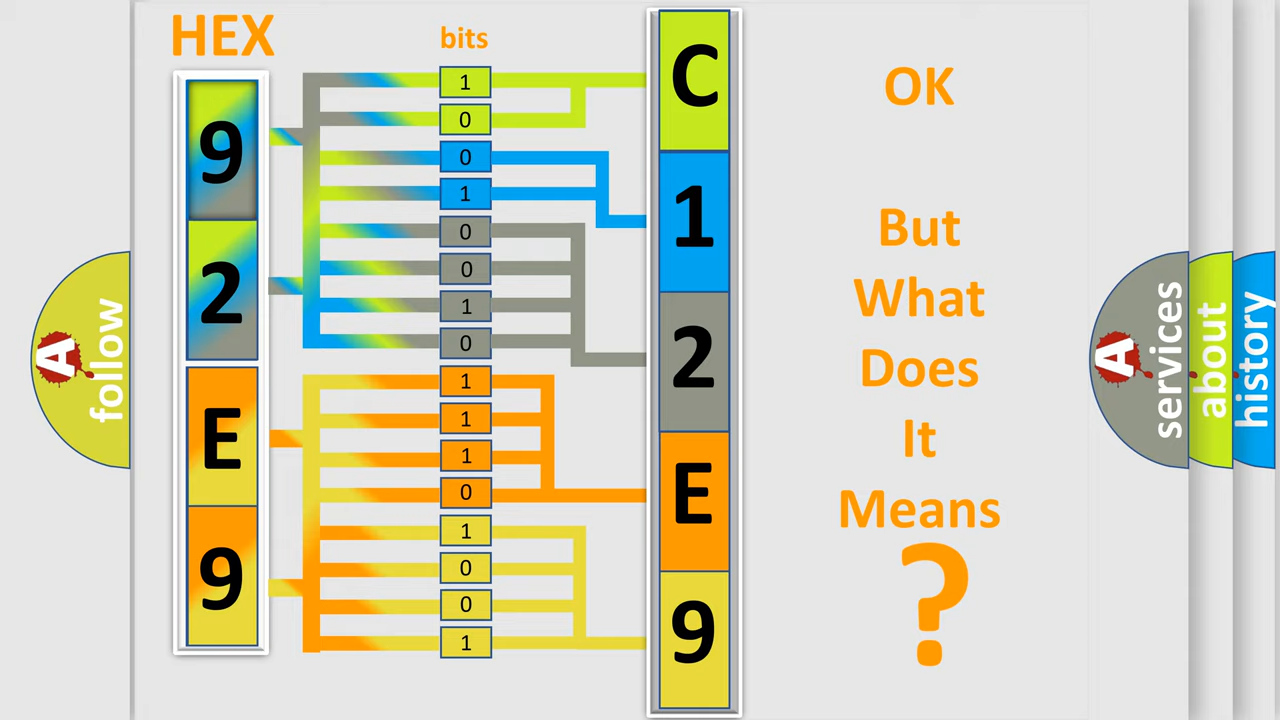 HEX
bits
9
2
E
9
1
0
0
1
0
0
1
0
1
1
1
0
1
0
0
1
C
1
2
E
9
OK
But
What
Does
It
Means
?
A
follow
A
services
about
history